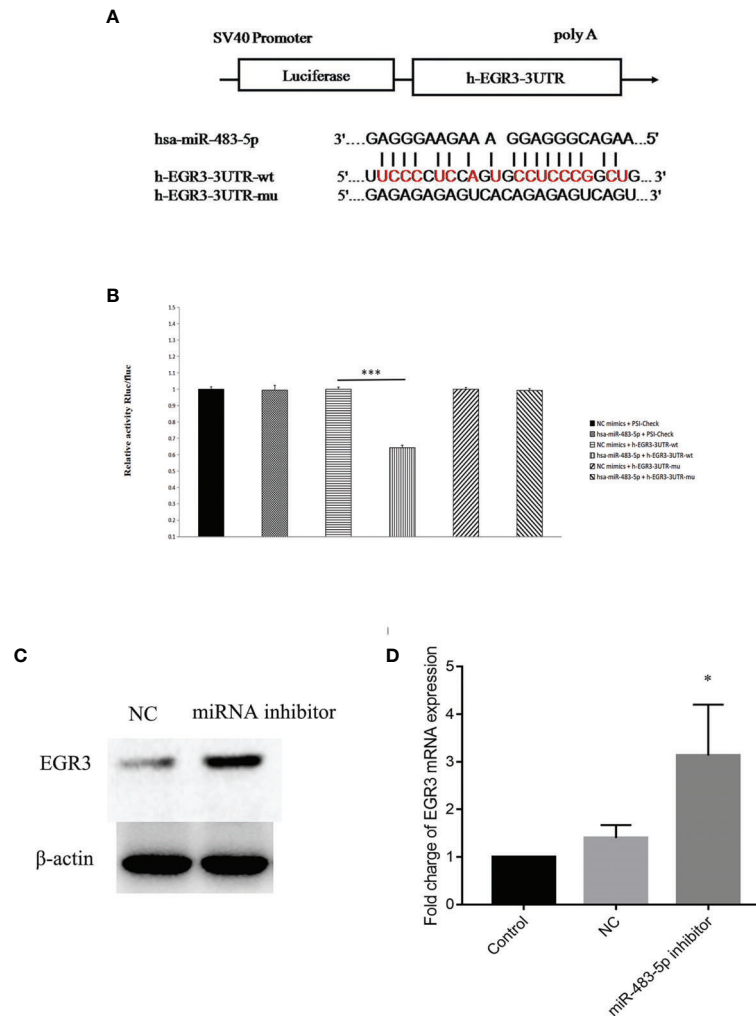 A
SV40 Promoter
poly A
Luciferase
h-EGR3-3UTR
hsa-miR-483-5p 3'....GAGGGAAGAA A GGAGGGCAGAA...5'
h-EGR3-3UTR-wt 5'... UUCCCCUCCAGUGCCUCCCGGCUG... 3'
h-EGR3-3UTR-mu 5'....GAGAGAGAGUCACAGAGAGUCAGU... 3'
B
Relative activity Rluc/fluc
1.5
1.4
1.3
1.2
1.1
1
0.9
0.8
0.7
0.6
0.5
0.4
0.3
0.2
0.1
***
NC mimics + PSI-Check
hsa-miR-483-5p + PSI-Check
NC mimics + h-EGR3-3UTR-wt
hsa-miR-483-5p + h-EGR3-3UTR-wt
NC mimics + h-EGR3-3UTR-mu
hsa-miR-483-5p + h-EGR3-3UTR-mu
C
NC miRNA inhibitor
EGR3
β-actin
D
Fold charge of EGR3 mRNA expression
5
4
3
2
1
0
*
Control
NC
miR-483-5p inhibitor